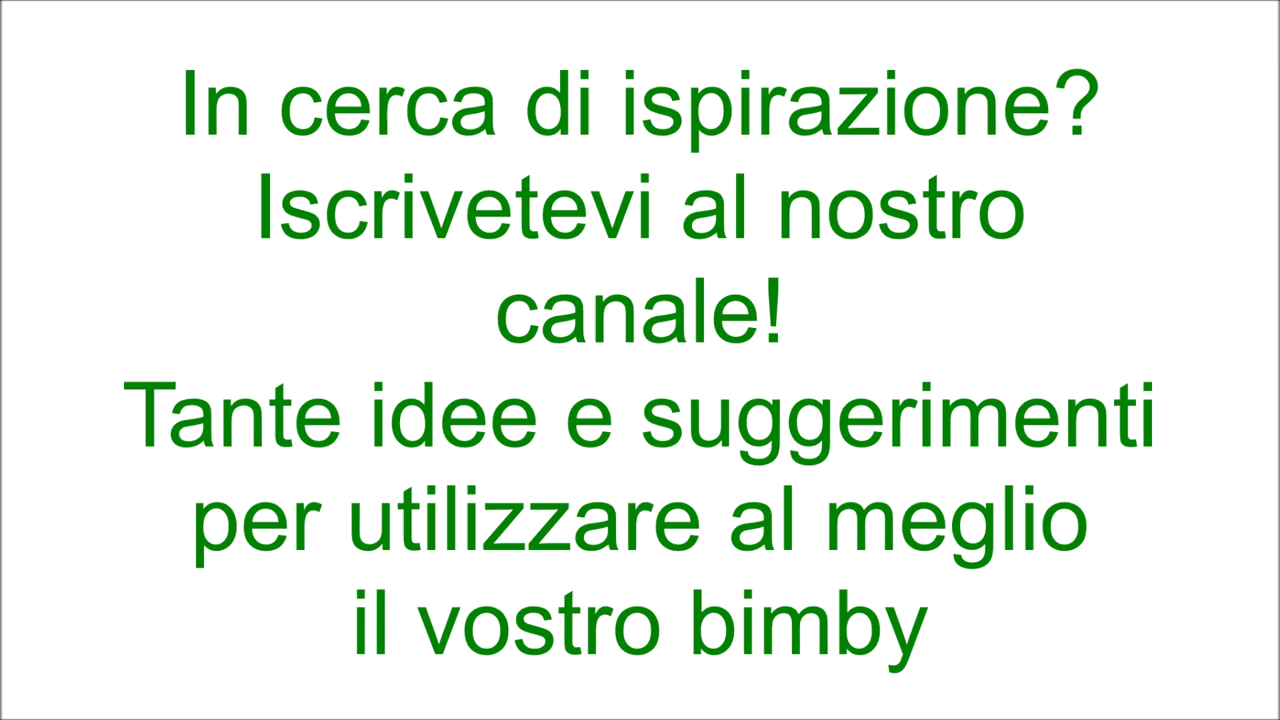 In cerca di ispirazione?
Iscrivetevi al nostro
canale!
Tante idee e suggerimenti
per utilizzare al meglio
il vostro bimby